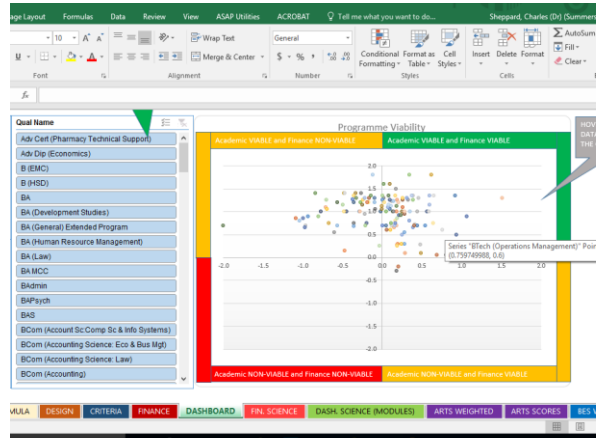 age Layout Formulas Data Review View ASAP Utilities ACROBAT Tell me what you want to do... Sheppard, Charles (Dr) (Summers
10 A A Wrap Text General Conditional Format as Cell Insert Delete Format AutoSum
U A Merge & Center $ % , Formatting Table Styles Fill
Clear
Font Alignment Number Styles Cells
fx
Qual Name
Adv Cert (Pharmacy Technical Support)
Adv Dip (Economics)
B (EMC)
B (HSD)
BA
BA (Development Studies)
BA (General) Extended Program
BA (Human Resource Management)
BA (Law)
BA MCC
BAdmin
BAPsych
BAS
BCom (Account Sc:Comp Sc & Info Systems)
BCom (Accounting Science: Eco & Bus Mgt)
BCom (Accounting Science: Law)
BCom (Accounting)
Programme Viability
Academic VIABLE and Finance NON-VIABLE Academic VIABLE and Finance VIABLE
HOV
DATA
THE
2.0
1.5
1.0
0.5
0.0
-2.0 -1.5 -1.0 -0.5 0.0 0.5 1.0 1.5 2.0
-0.5
-1.0
-1.5
-2.0
Series "BTech (Operations Management)" Poin
(0.759749988, 0.6)
Academic NON-VIABLE and Finance NON-VIABLE Academic NON-VIABLE and Finance VIABLE
MULA DESIGN CRITERIA FINANCE DASHBOARD FIN. SCIENCE DASH. SCIENCE (MODULES) ARTS WEIGHTED ARTS SCORES BES V